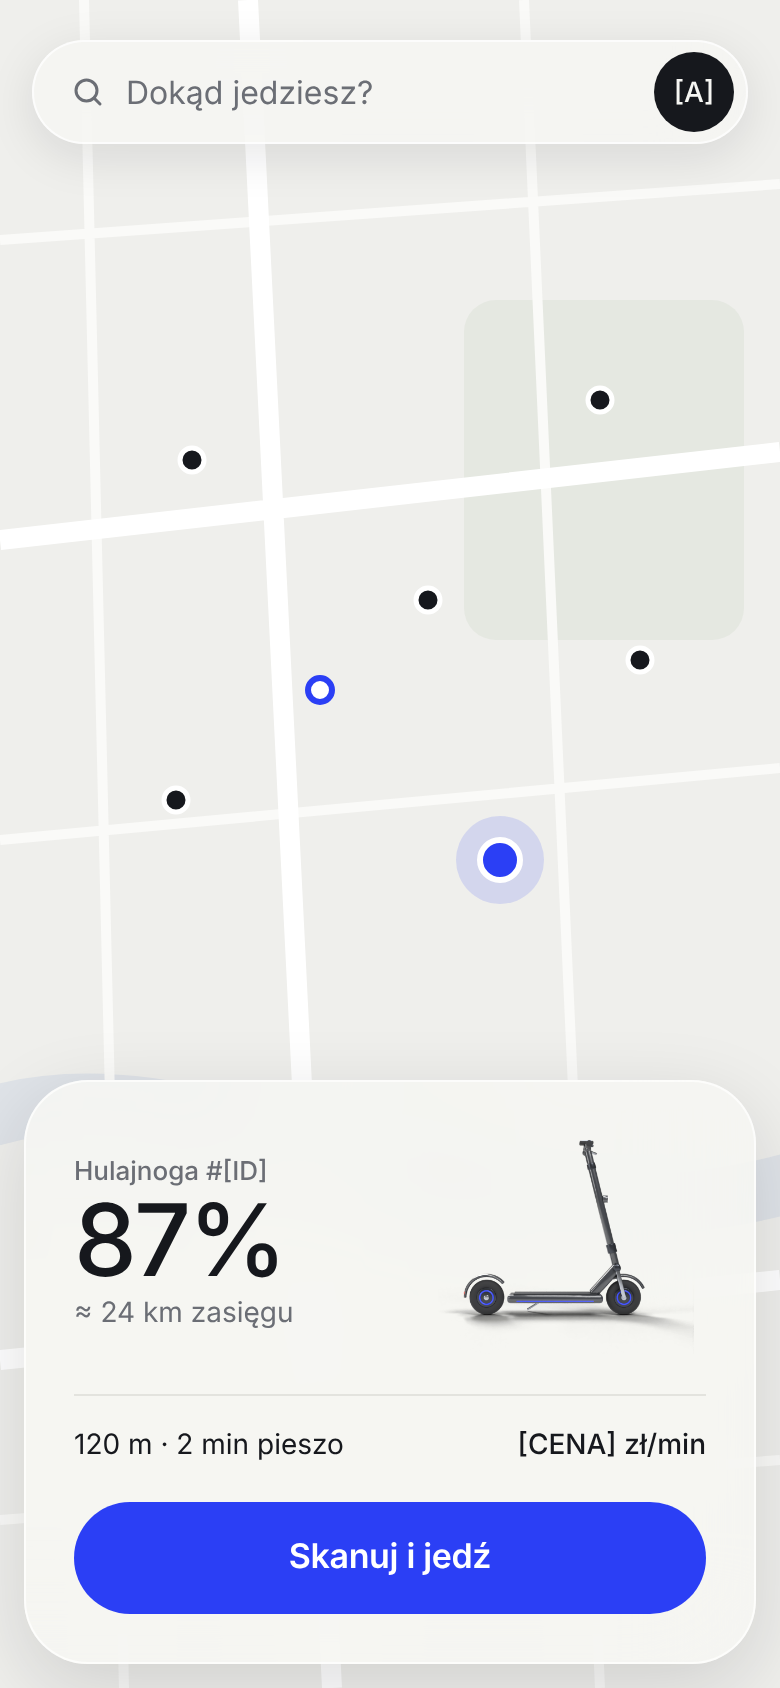 Dokąd jedziesz?
[A]
Hulajnoga #[ID]
87%
≈ 24 km zasięgu
120 m · 2 min pieszo
[CENA] zł/min
Skanuj i jedź